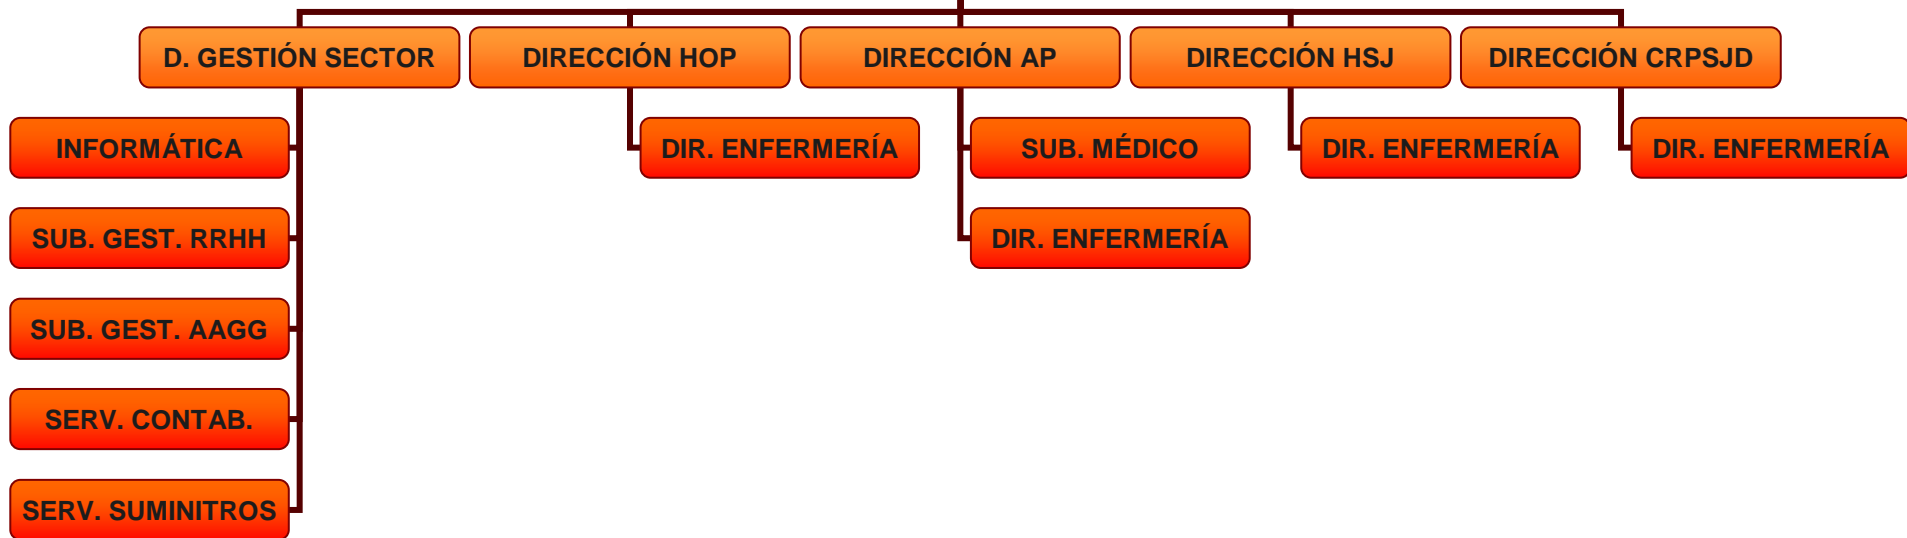 D. GESTIÓN SECTOR
DIRECCIÓN HOP
DIRECCIÓN AP
DIRECCIÓN HSJ
DIRECCIÓN CRPSJD
INFORMÁTICA
DIR. ENFERMERÍA
SUB. MÉDICO
DIR. ENFERMERÍA
DIR. ENFERMERÍA
SUB. GEST. RRHH
DIR. ENFERMERÍA
SUB. GEST. AAGG
SERV. CONTAB.
SERV. SUMINITROS